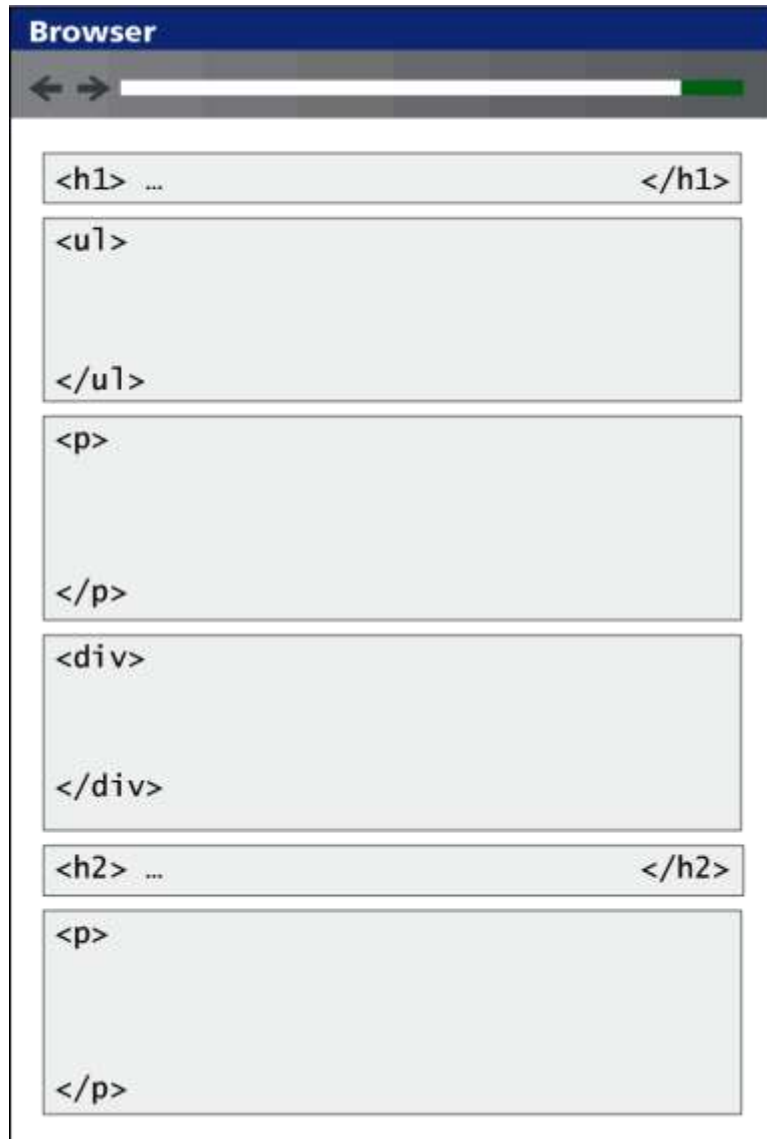 Browser
<h1> … </h1>
<ul>
</ul>
<p>
</p>
<div>
</div>
<h2> … </h2>
<p>
</p>